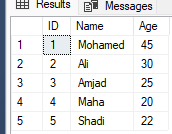 Results Messages
ID Name Age
1 1 Mohamed 45
2 2 Ali 30
3 3 Amjad 25
4 4 Maha 20
5 5 Shadi 22